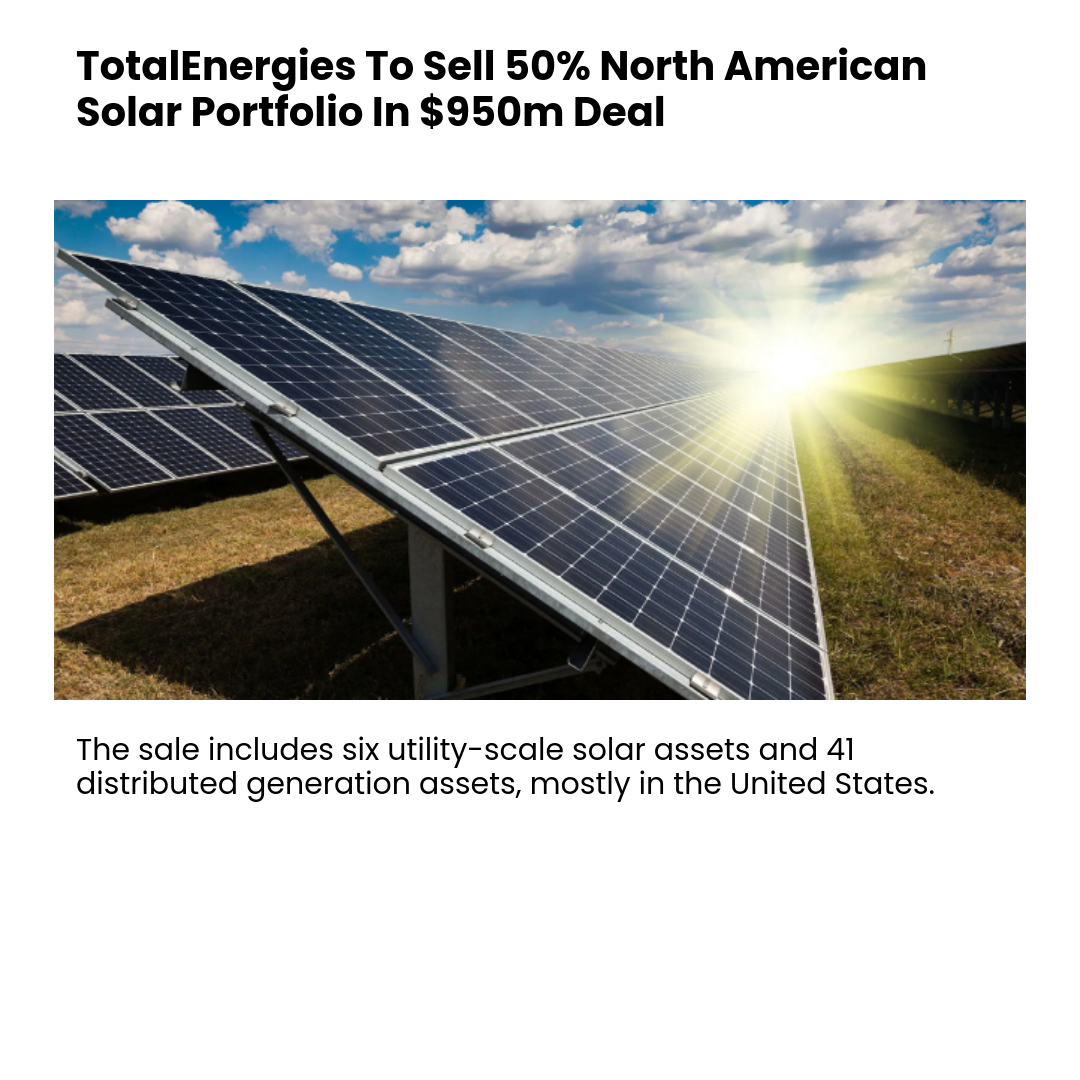 TotalEnergies To Sell 50% North American
Solar Portfolio In $950m Deal
The sale includes six utility-scale solar assets and 41
distributed generation assets, mostly in the United States.